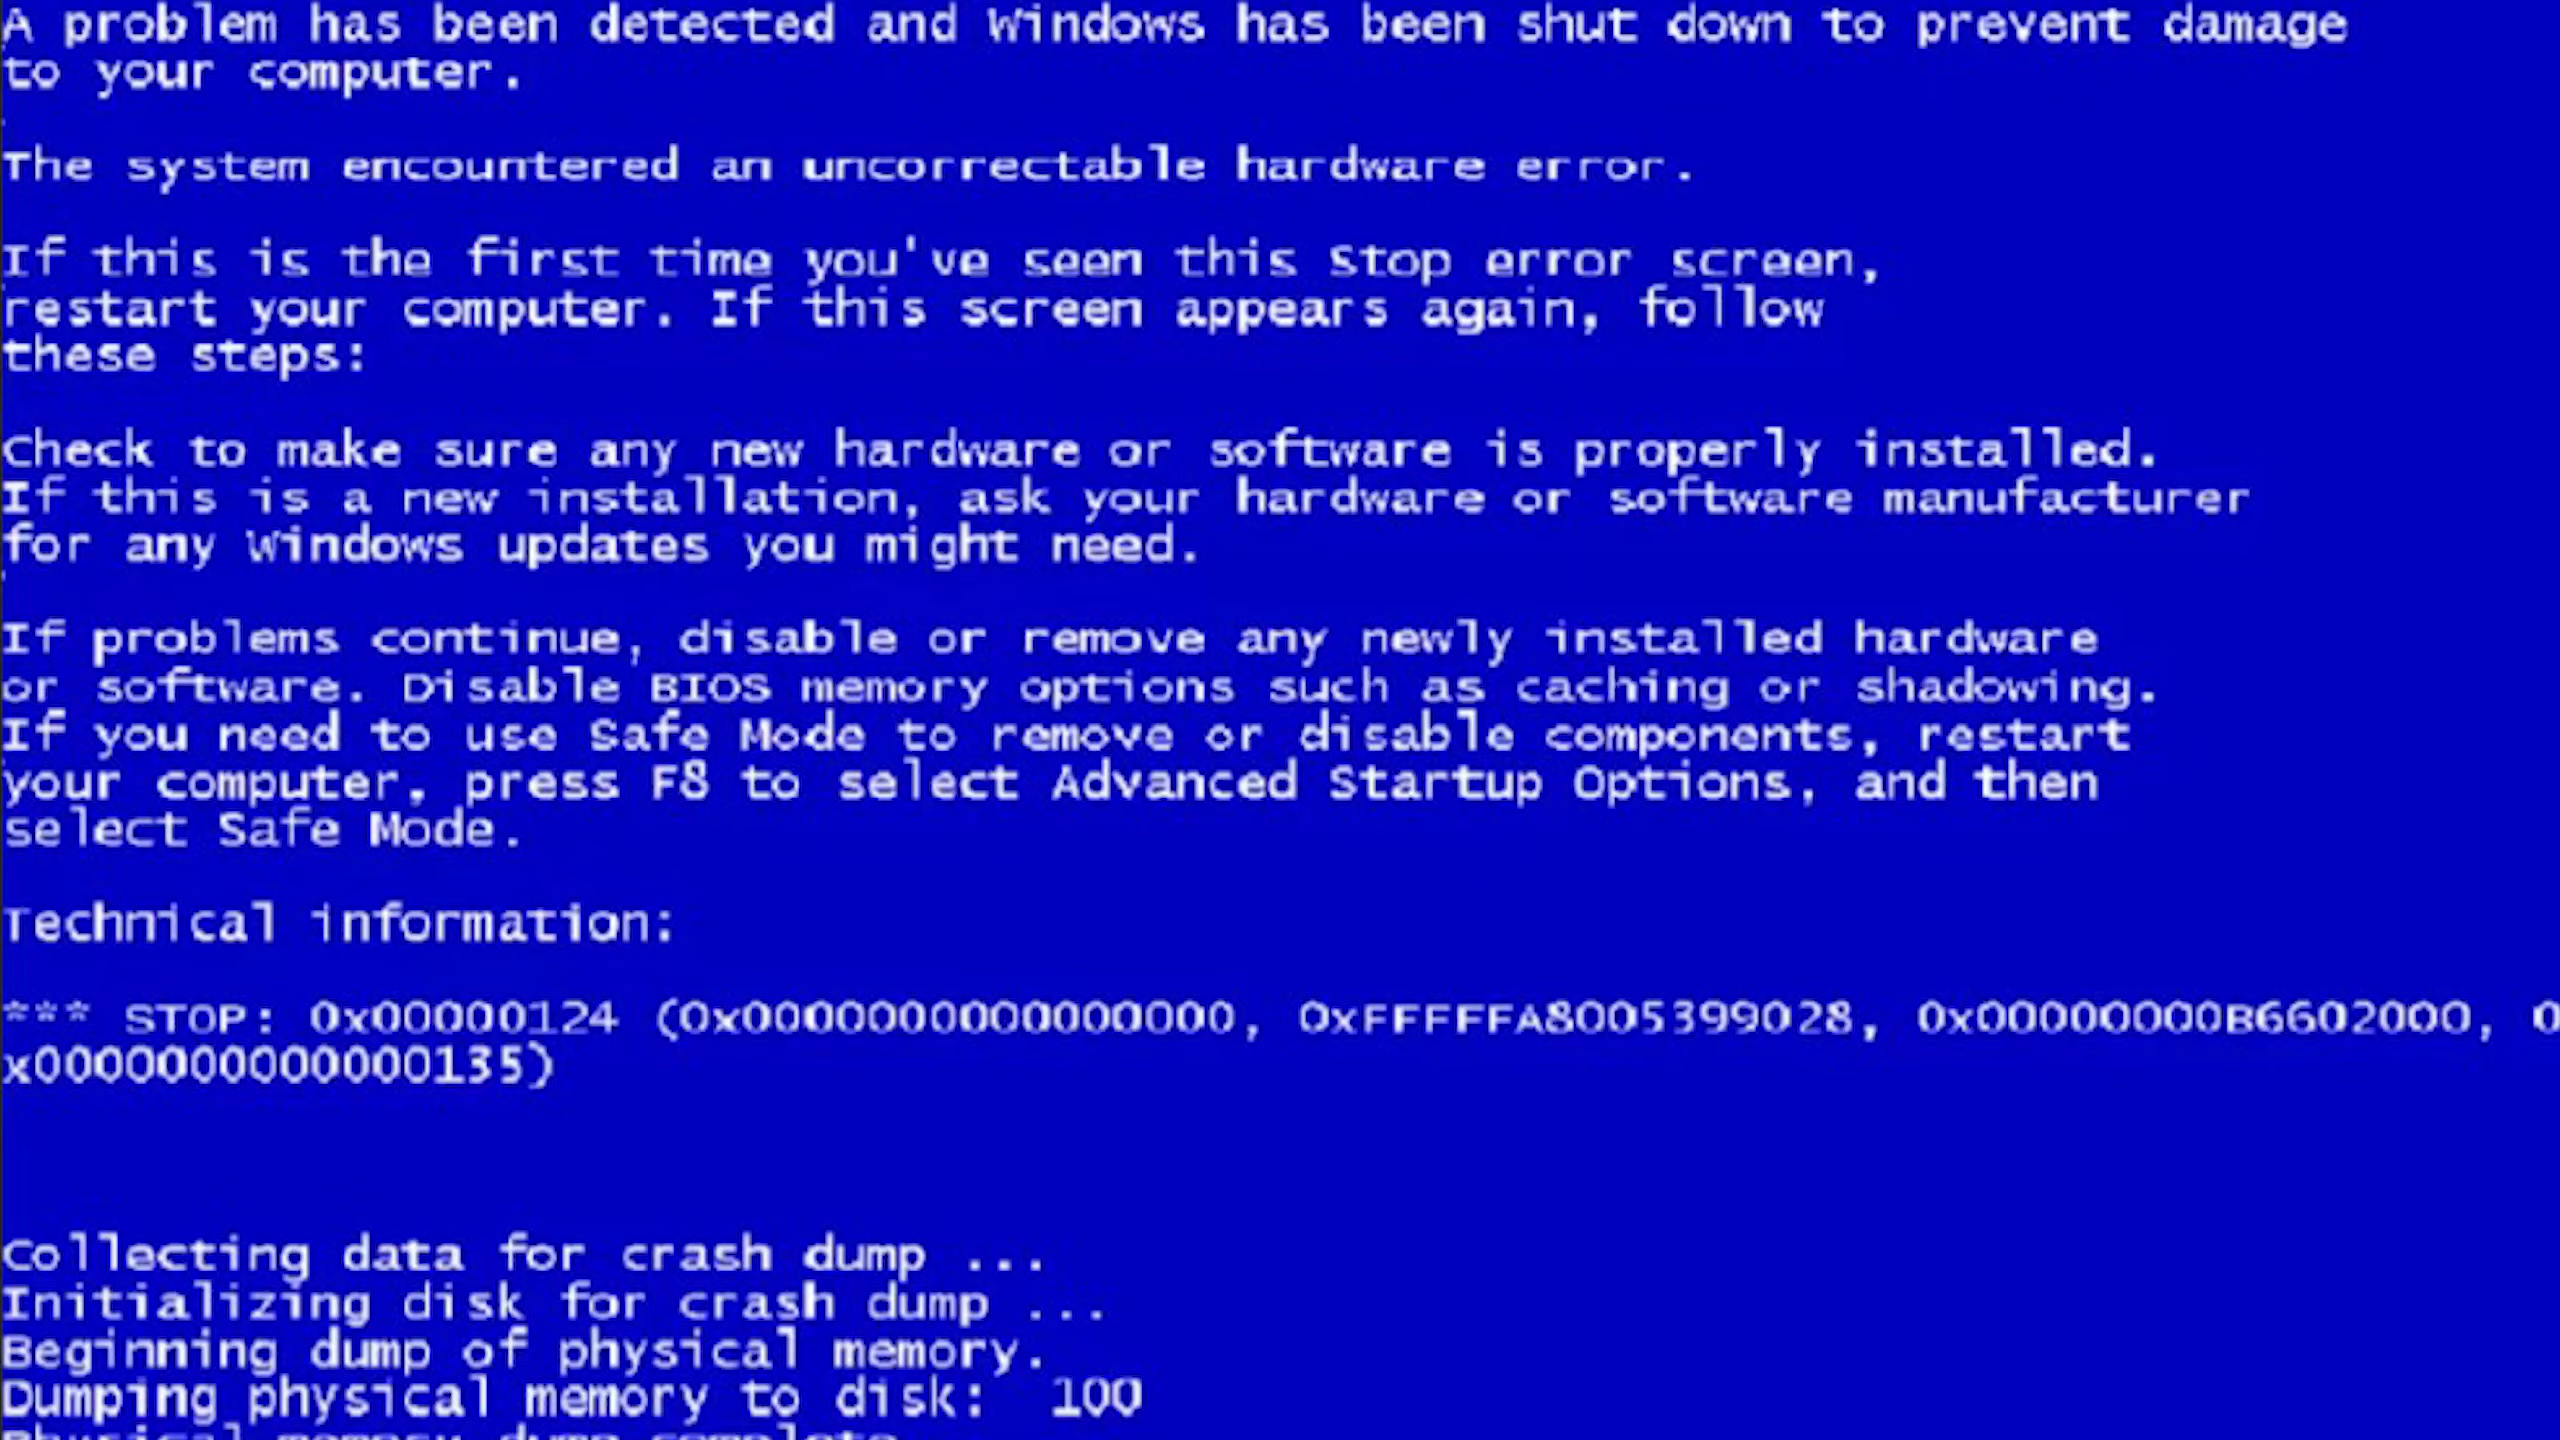 A problem has been detected and Windows has been shut down to prevent damage
to your computer.
The system encountered an uncorrectable hardware error.
If this is the first time you've seen this Stop error screen,
restart your computer. If this screen appears again, follow
these steps:
Check to make sure any new hardware or software is properly installed.
If this is a new installation, ask your hardware or software manufacturer
for any Windows updates you might need.
If problems continue, disable or remove any newly installed hardware
or software. Disable BIOS memory options such as caching or shadowing.
If you need to use Safe Mode to remove or disable components, restart
your computer, press F8 to select Advanced Startup Options, and then
select Safe Mode.
Technical information:
*** STOP: 0x00000124 (0x0000000000000000, 0xFFFFFA8005399028, 0x00000000B6602000, 0
x0000000000000135)
Collecting data for crash dump ...
Initializing disk for crash dump ...
Beginning dump of physical memory.
Dumping physical memory to disk:  100
Physical memory dump complete.